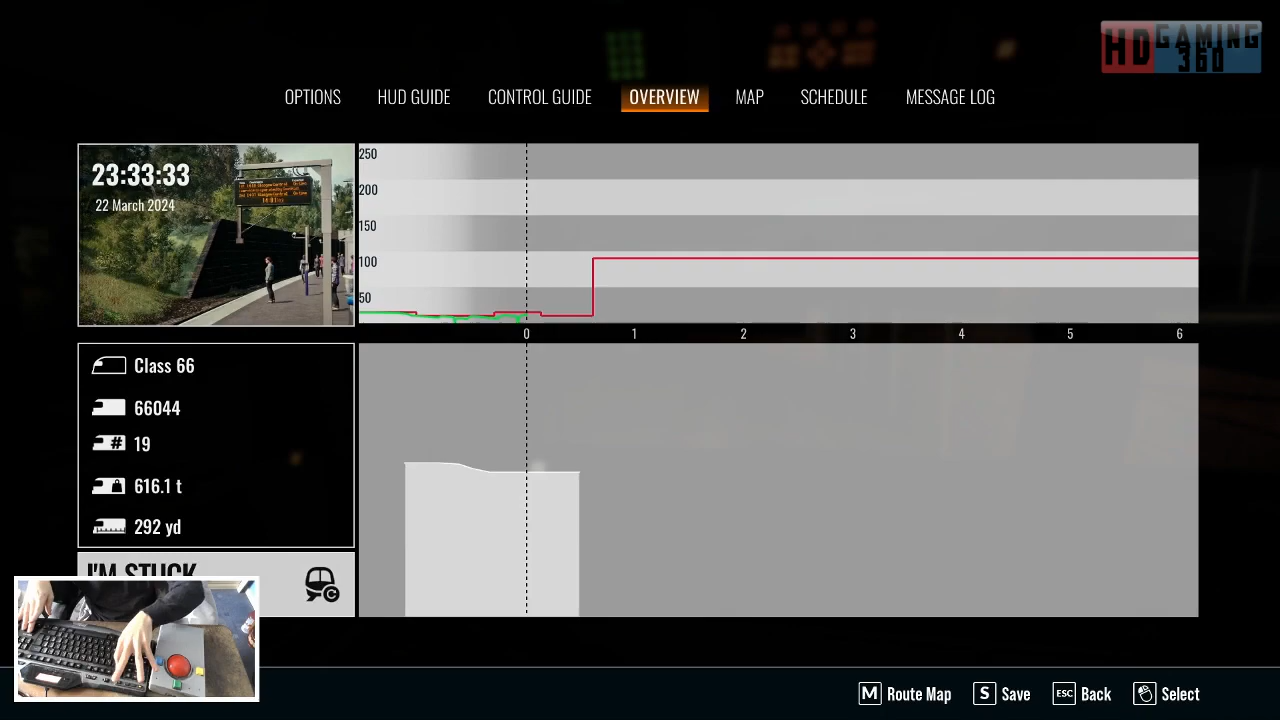 HD GAMING
360
OPTIONS HUD GUIDE CONTROL GUIDE OVERVIEW MAP SCHEDULE MESSAGE LOG
23:33:33
22 March 2024
250
200
150
100
50
0 1 2 3 4 5 6
Class 66
66044
# 19
616.1 t
292 yd
I'M STUCK
M Route Map S Save ESC Back Select